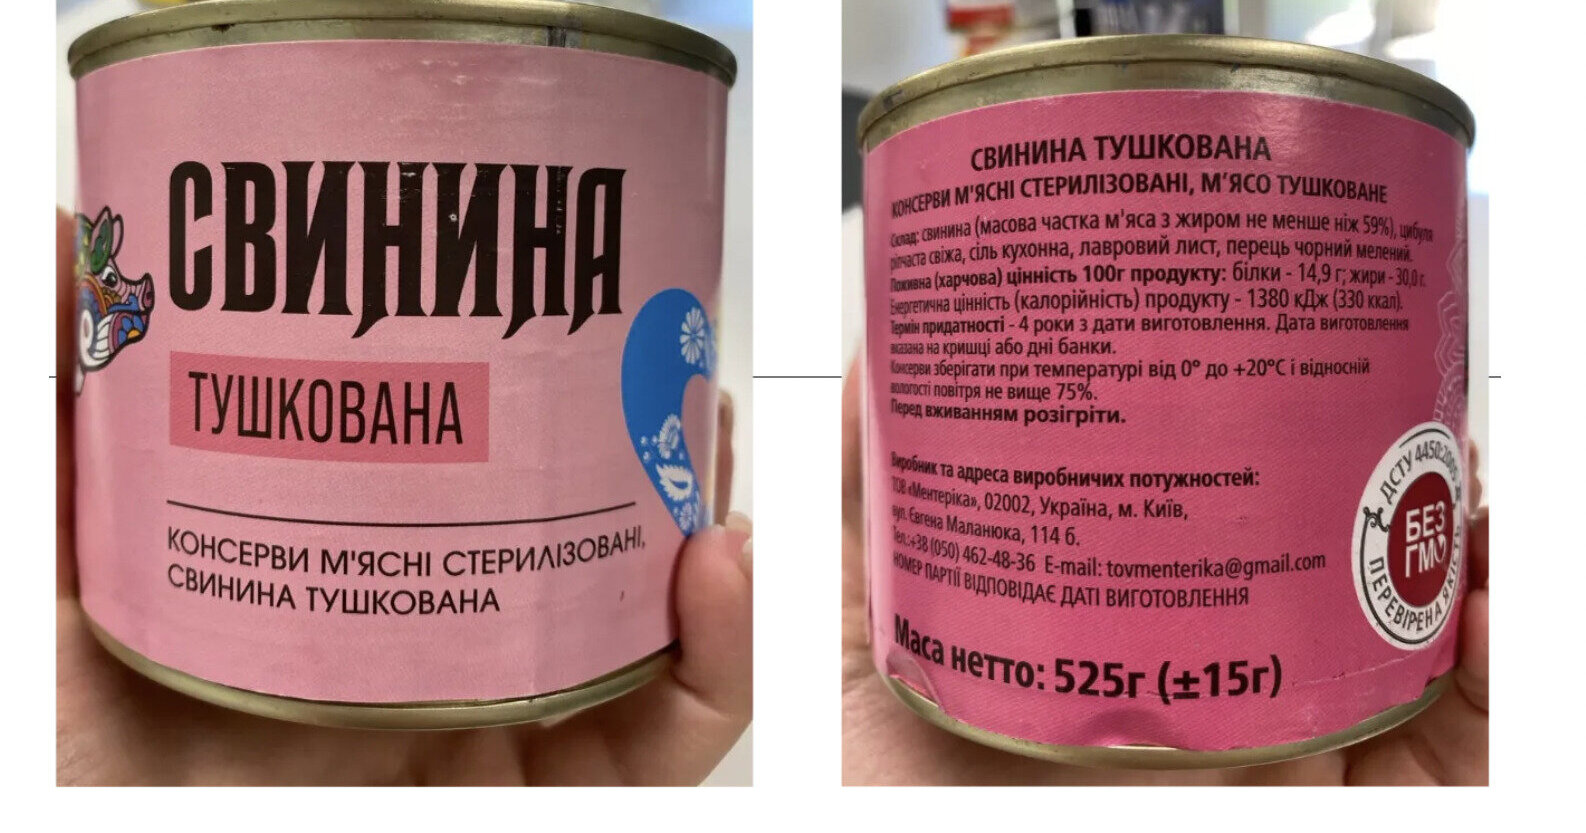 СВИНИНА
ТУШКОВАНА
КОНСЕРВИ М'ЯСНІ СТЕРИЛІЗОВАНІ,
СВИНИНА ТУШКОВАНА
СВИНИНА ТУШКОВАНА
КОНСЕРВИ М'ЯСНІ СТЕРИЛІЗОВАНІ, М'ЯСО ТУШКОВАНЕ
Склад: свинина (масова частка м'яса з жиром не менше ніж 59%), цибуля
ріпчаста свіжа, сіль кухонна, лавровий лист, перець чорний мелений.
Поживна (харчова) цінність 100г продукту: білки - 14,9 г; жири - 30,0 г.
Енергетична цінність (калорійність) продукту - 1380 кДж (330 ккал).
Термін придатності - 4 роки з дати виготовлення. Дата виготовлення
вказана на кришці або дні банки.
Консерви зберігати при температурі від 0° до +20°С і відносній
вологості повітря не вище 75%.
Перед вживанням розігріти.
Виробник та адреса виробничих потужностей:
ТОВ «Ментеріка», 02002, Україна, м. Київ,
вул. Євгена Маланюка, 114 б.
Тел.:+38 (050) 462-48-36 E-mail: tovmenterika@gmail.com
НОМЕР ПАРТІЇ ВІДПОВІДАЄ ДАТІ ВИГОТОВЛЕННЯ
Маса нетто: 525г (±15г)
ДСТУ 4450:2005
БЕЗ
ГМО
ПЕРЕВІРЕНА ЯКІСТЬ